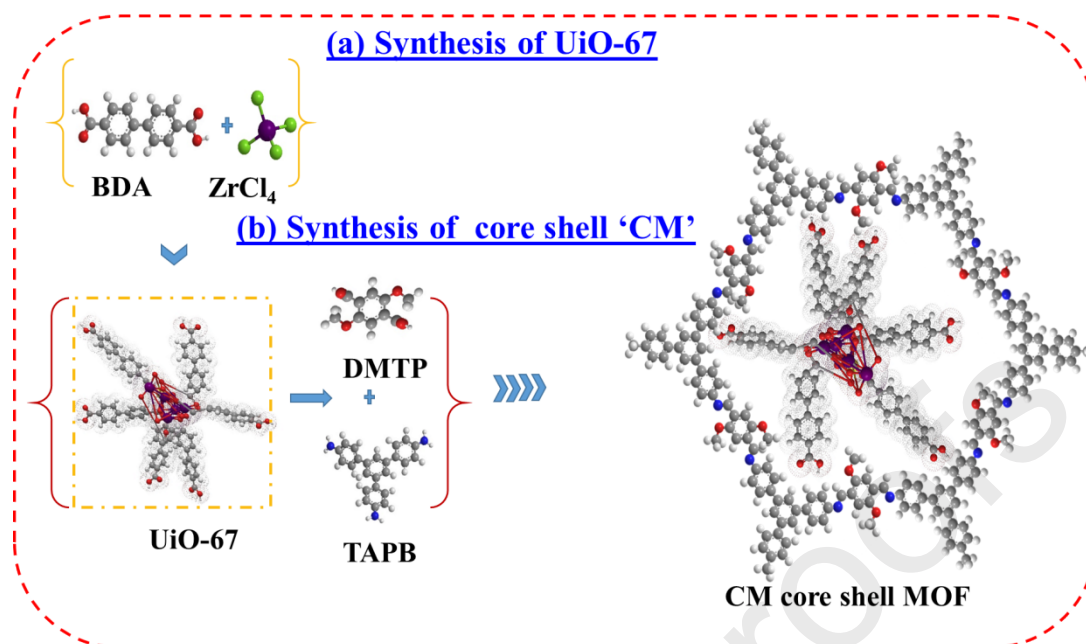 (a) Synthesis of UiO-67
BDA
+
ZrCl4
(b) Synthesis of core shell ‘CM’
DMTP
+
TAPB
UiO-67
CM core shell MOF